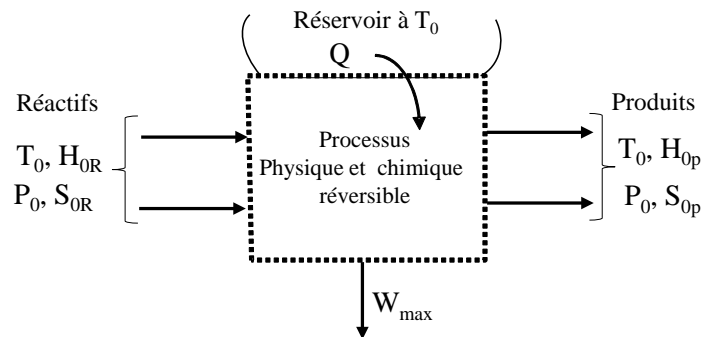 Réservoir à T0
Q
Réactifs
T0, H0R
P0, S0R
Processus
Physique et chimique
réversible
Produits
T0, H0p
P0, S0p
Wmax